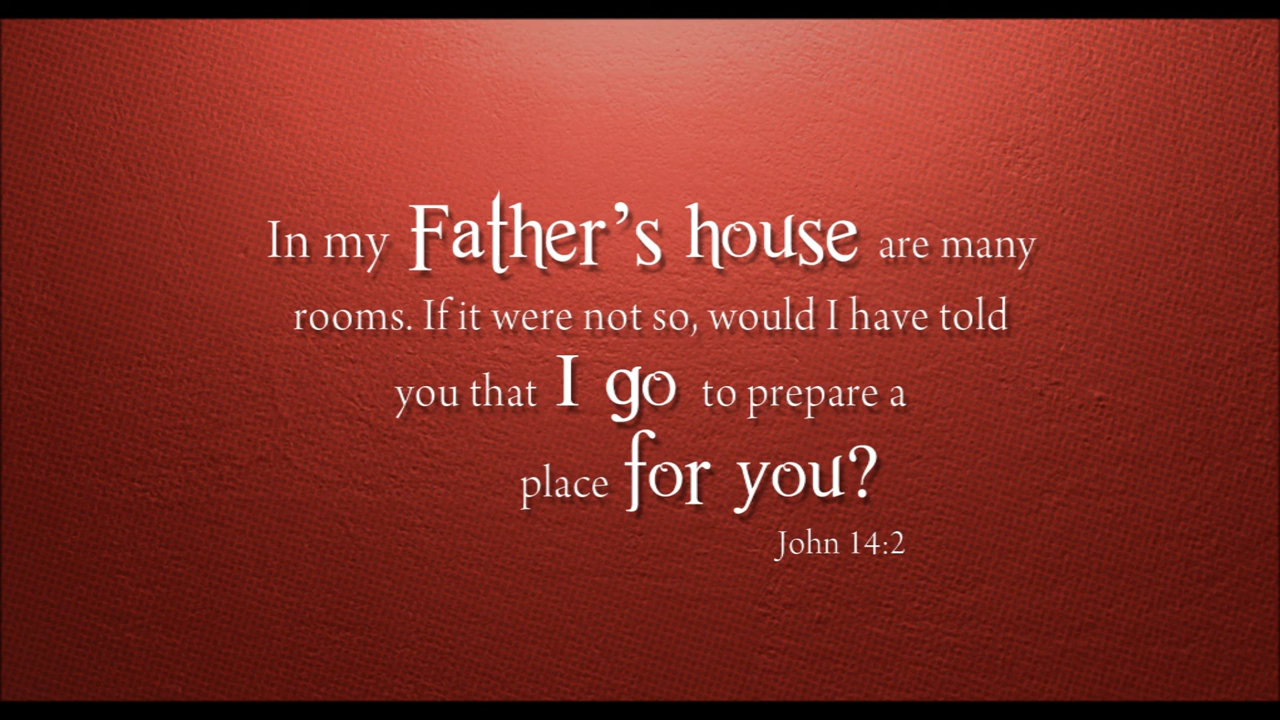 In my Father's house are many
rooms. If it were not so, would I have told
you that I go to prepare a
place for you?
John 14:2